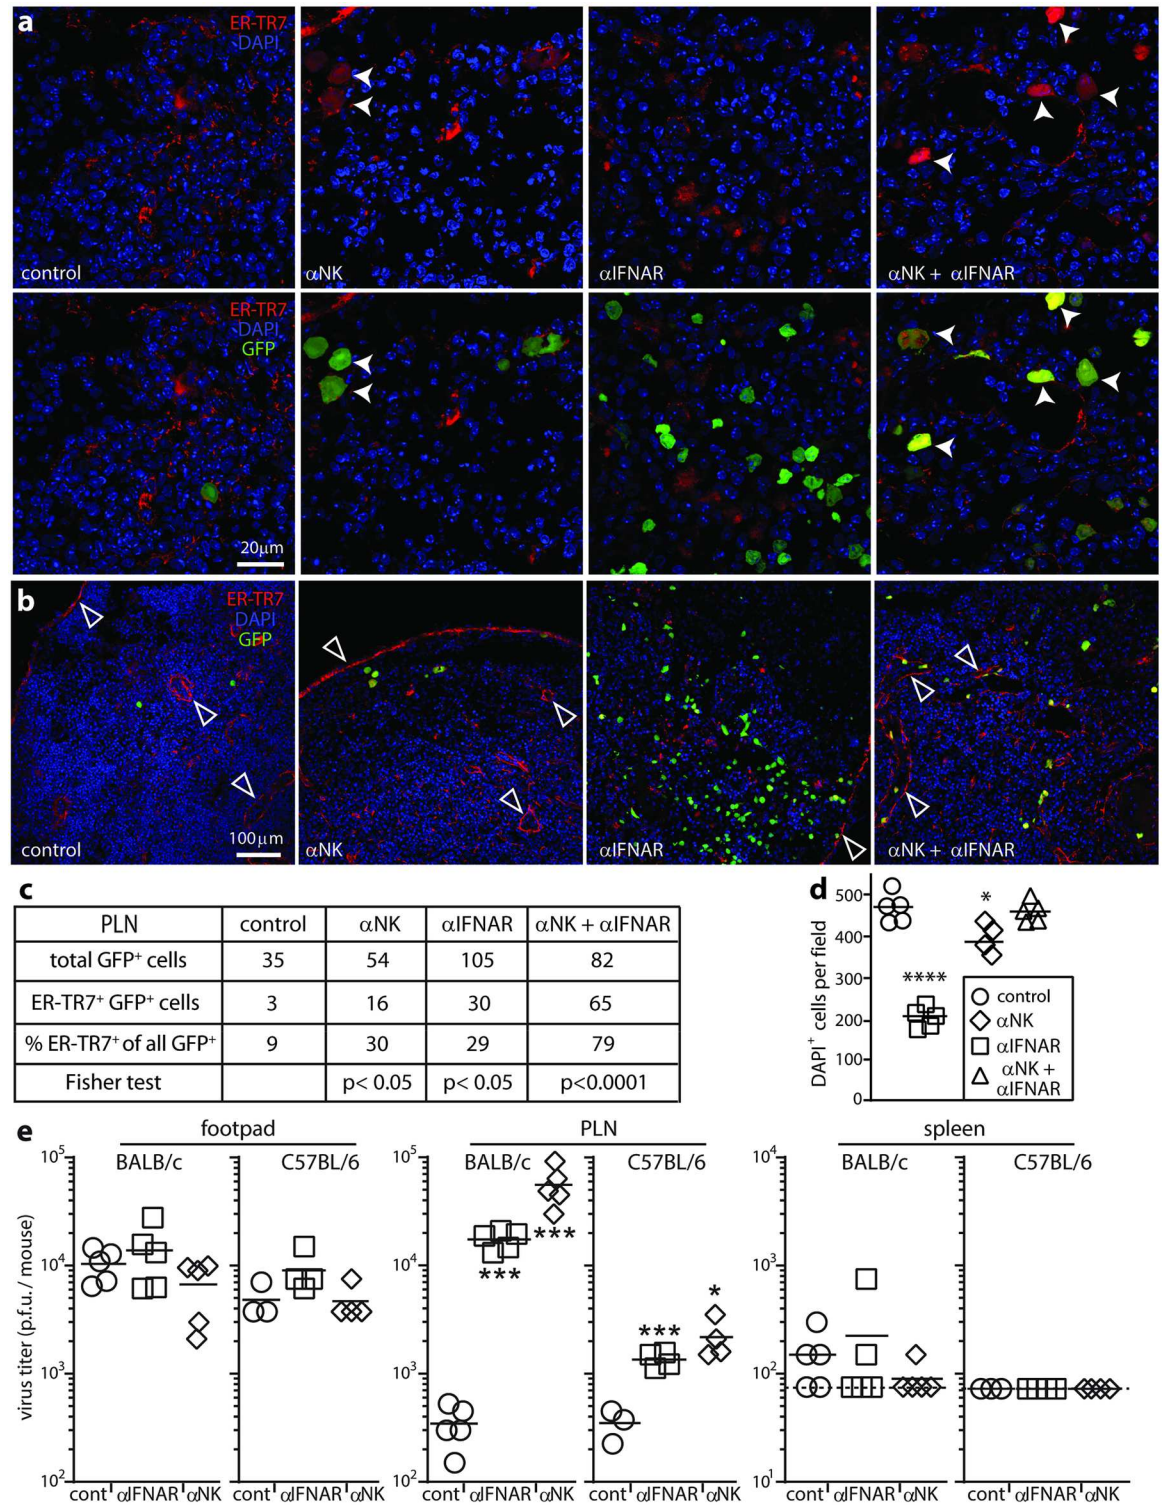 a
ER-TR7
DAPI
control
αNK
αIFNAR
αNK + αIFNAR
ER-TR7
DAPI
GFP
20μm
b
ER-TR7
DAPI
GFP
control
100μm
αNK
αIFNAR
αNK + αIFNAR
c
PLN control αNK αIFNAR αNK + αIFNAR
total GFP⁺ cells 35 54 105 82
ER-TR7⁺ GFP⁺ cells 3 16 30 65
% ER-TR7⁺ of all GFP⁺ 9 30 29 79
Fisher test p< 0.05 p< 0.05 p<0.0001
d
DAPI⁺ cells per field
500
400
300
200
100
0
****
*
control
αNK
αIFNAR
αNK +
αIFNAR
e
footpad PLN spleen
BALB/c C57BL/6 BALB/c C57BL/6 BALB/c C57BL/6
virus titer (p.f.u./ mouse)
10⁵
10⁴
10³
10²
10⁵
10⁴
10³
10²
***
***
***
*
10⁴
10³
10²
10¹
cont αIFNAR αNK cont αIFNAR αNK cont αIFNAR αNK cont αIFNAR αNK cont αIFNAR αNK cont αIFNAR αNK